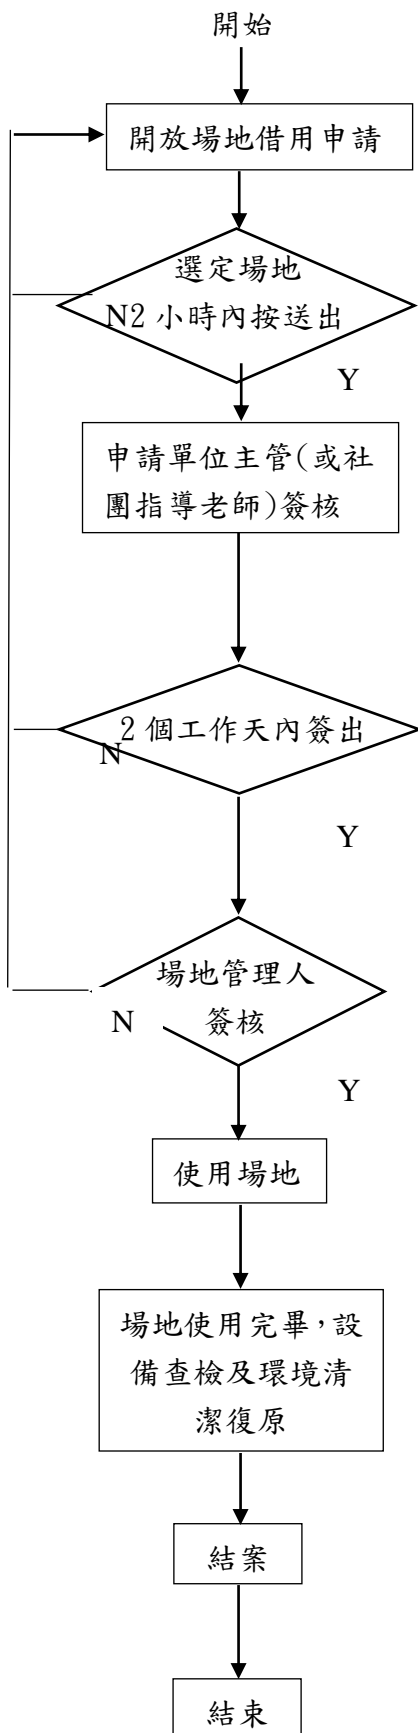 開始
開放場地借用申請
選定場地
N2 小時內按送出
Y
申請單位主管(或社
團指導老師)簽核
2 個工作天內簽出
N
Y
場地管理人
N
簽核
Y
使用場地
場地使用完畢，設
備查檢及環境清
潔復原
結案
結束